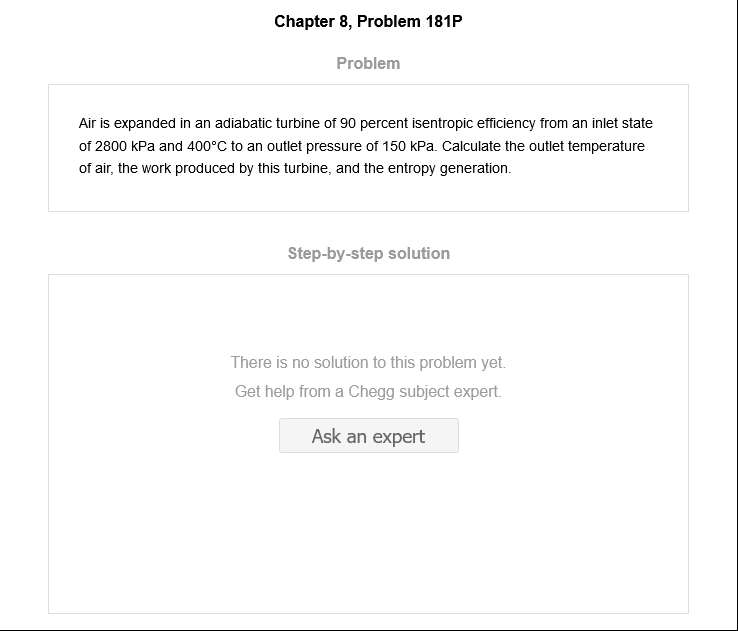 Chapter 8, Problem 181P
Problem
Air is expanded in an adiabatic turbine of 90 percent isentropic efficiency from an inlet state
of 2800 kPa and 400°C to an outlet pressure of 150 kPa. Calculate the outlet temperature
of air, the work produced by this turbine, and the entropy generation.
Step-by-step solution
There is no solution to this problem yet.
Get help from a Chegg subject expert.
Ask an expert